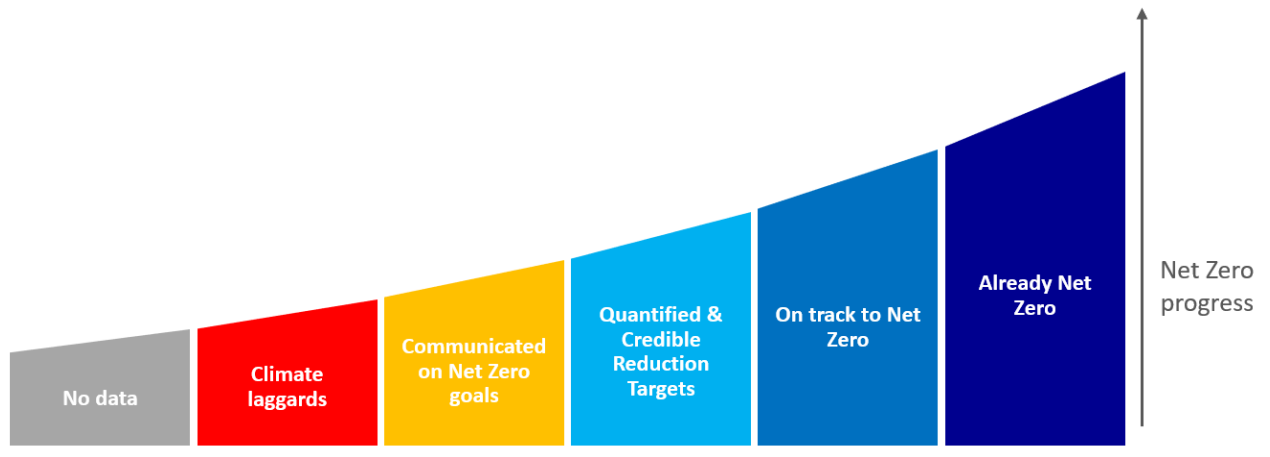 No data
Climate
laggards
Communicated
on Net Zero
goals
Quantified &
Credible
Reduction
Targets
On track to Net
Zero
Already Net
Zero
Net Zero
progress